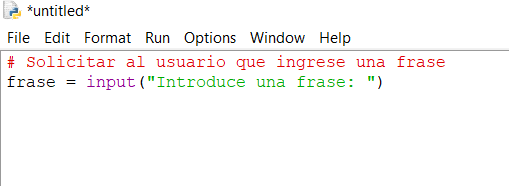 *untitled*
File Edit Format Run Options Window Help
# Solicitar al usuario que ingrese una frase
frase = input("Introduce una frase: ")